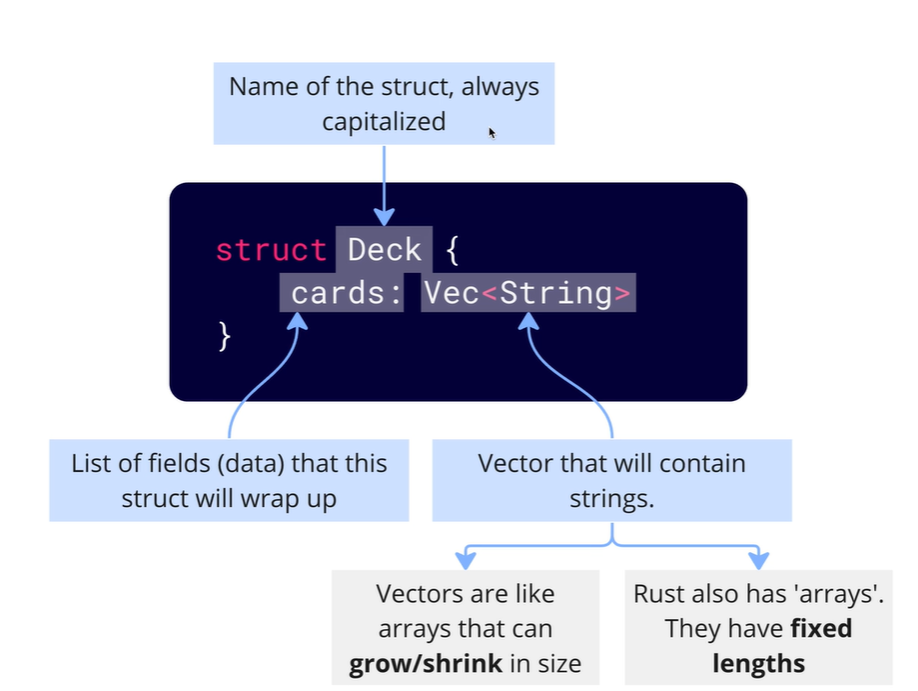 Name of the struct, always
capitalized
struct Deck {
cards: Vec<String>
}
List of fields (data) that this
struct will wrap up
Vector that will contain
strings.
Vectors are like
arrays that can
grow/shrink in size
Rust also has 'arrays'.
They have fixed
lengths